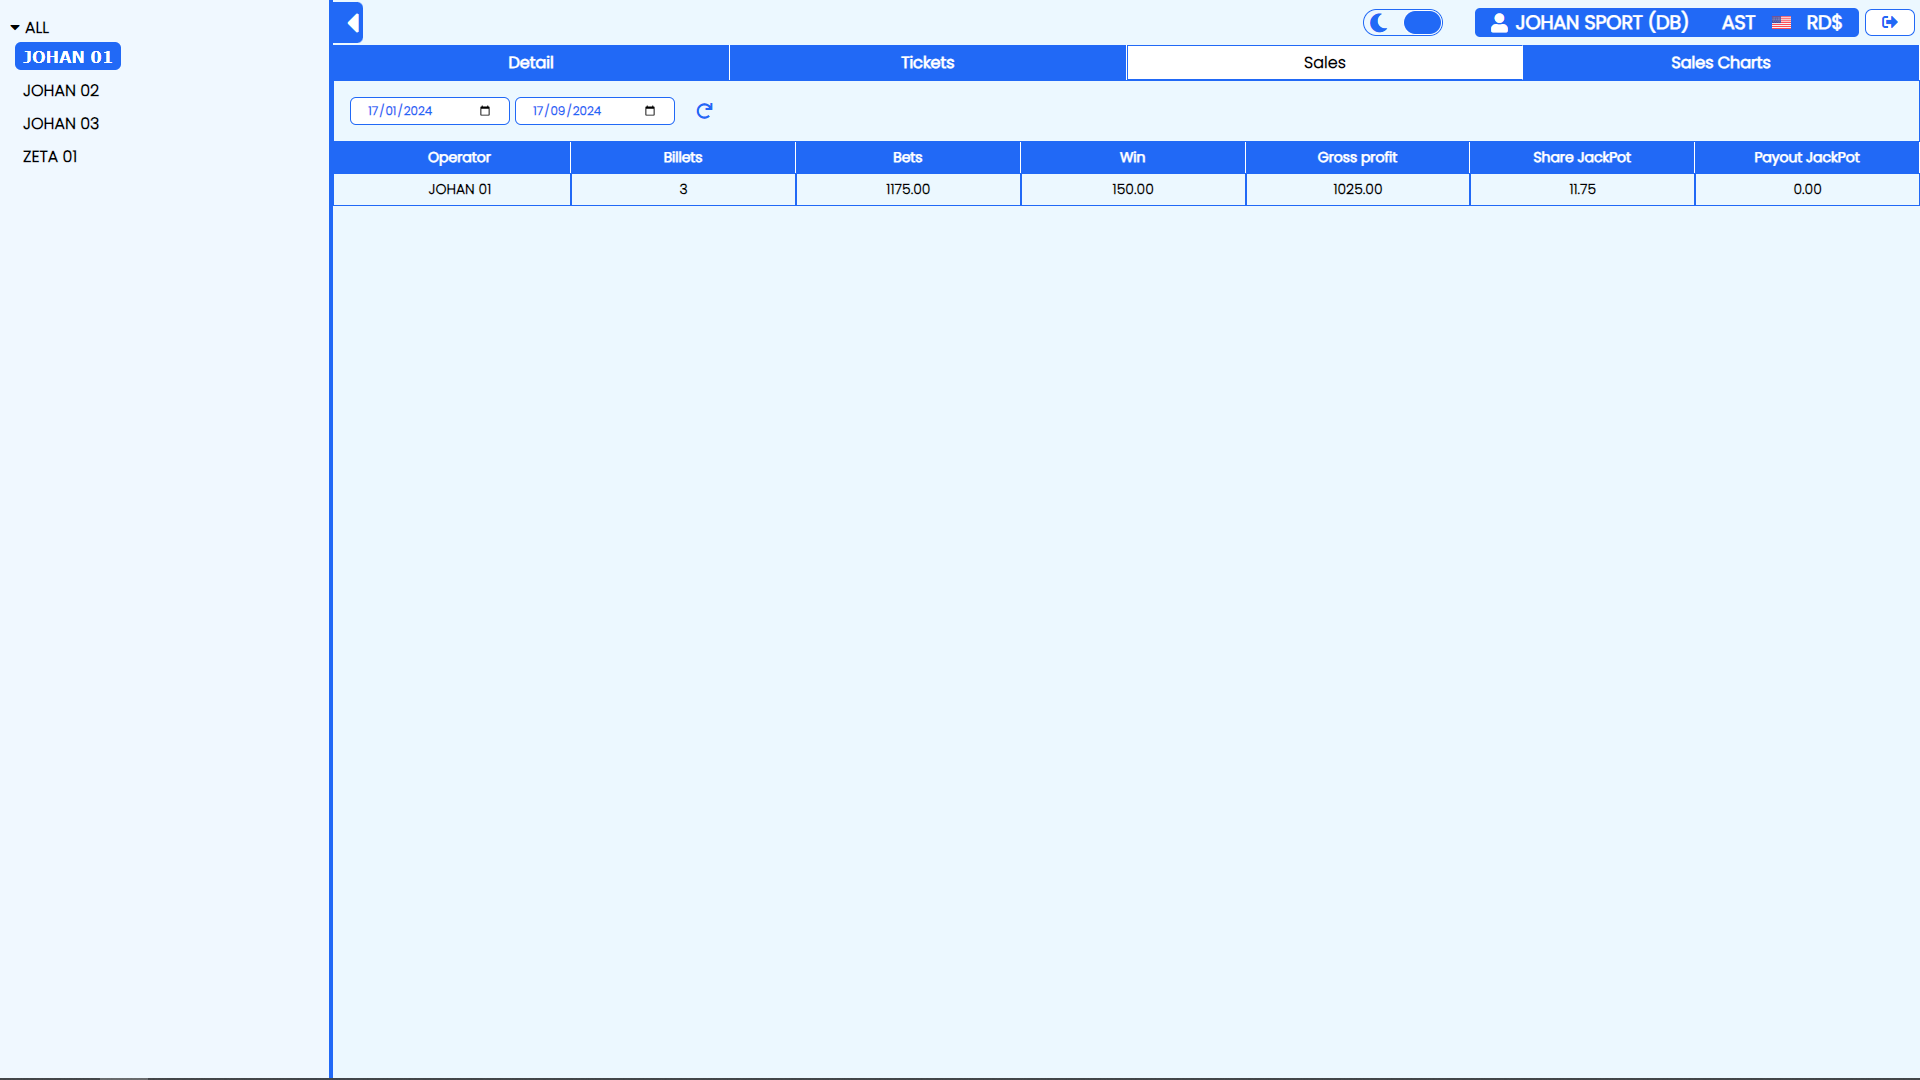 ALL
JOHAN 01
JOHAN 02
JOHAN 03
ZETA 01
JOHAN SPORT (DB) AST RD$
Detail Tickets Sales Sales Charts
17/01/2024 17/09/2024
Operator Billets Bets Win Gross profit Share JackPot Payout JackPot
JOHAN 01 3 1175.00 150.00 1025.00 11.75 0.00